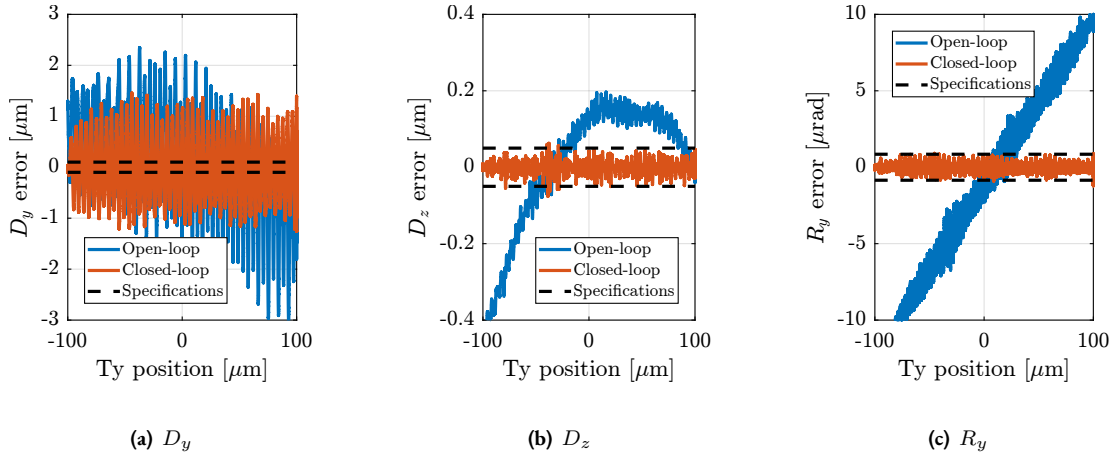 3
2
1
0
-1
-2
-3
-100
0
100
D_y error [μm]
Ty position [μm]
Open-loop
Closed-loop
Specifications
(a) D_y
0.4
0.2
0
-0.2
-0.4
-100
0
100
D_z error [μm]
Ty position [μm]
Open-loop
Closed-loop
Specifications
(b) D_z
10
5
0
-5
-10
-100
0
100
R_y error [μrad]
Ty position [μm]
Open-loop
Closed-loop
Specifications
(c) R_y